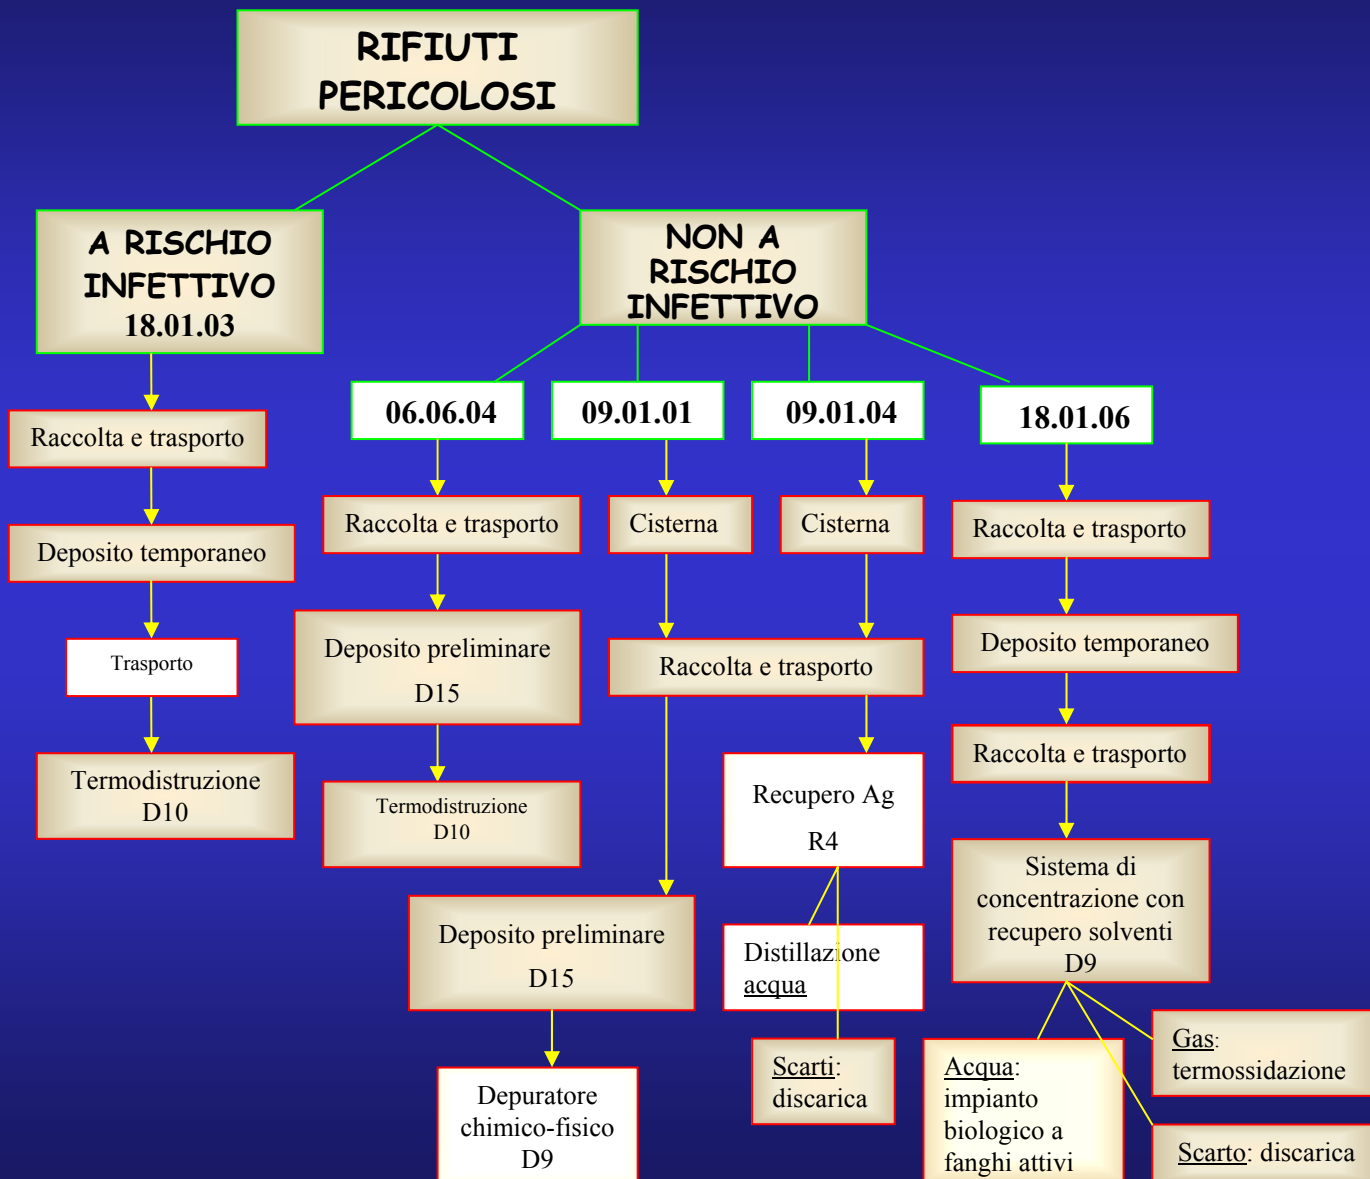 RIFIUTI
PERICOLOSI
A RISCHIO
INFETTIVO
18.01.03
NON A
RISCHIO
INFETTIVO
06.06.04
09.01.01
09.01.04
18.01.06
Raccolta e trasporto
Deposito temporaneo
Trasporto
Termodistruzione
D10
Raccolta e trasporto
Deposito preliminare
D15
Termodistruzione
D10
Cisterna
Cisterna
Raccolta e trasporto
Deposito preliminare
D15
Depuratore
chimico-fisico
D9
Recupero Ag
R4
Distillazione
acqua
Scarti:
discarica
Raccolta e trasporto
Deposito temporaneo
Raccolta e trasporto
Sistema di
concentrazione con
recupero solventi
D9
Acqua:
impianto
biologico a
fanghi attivi
Gas:
termossidazione
Scarto: discarica